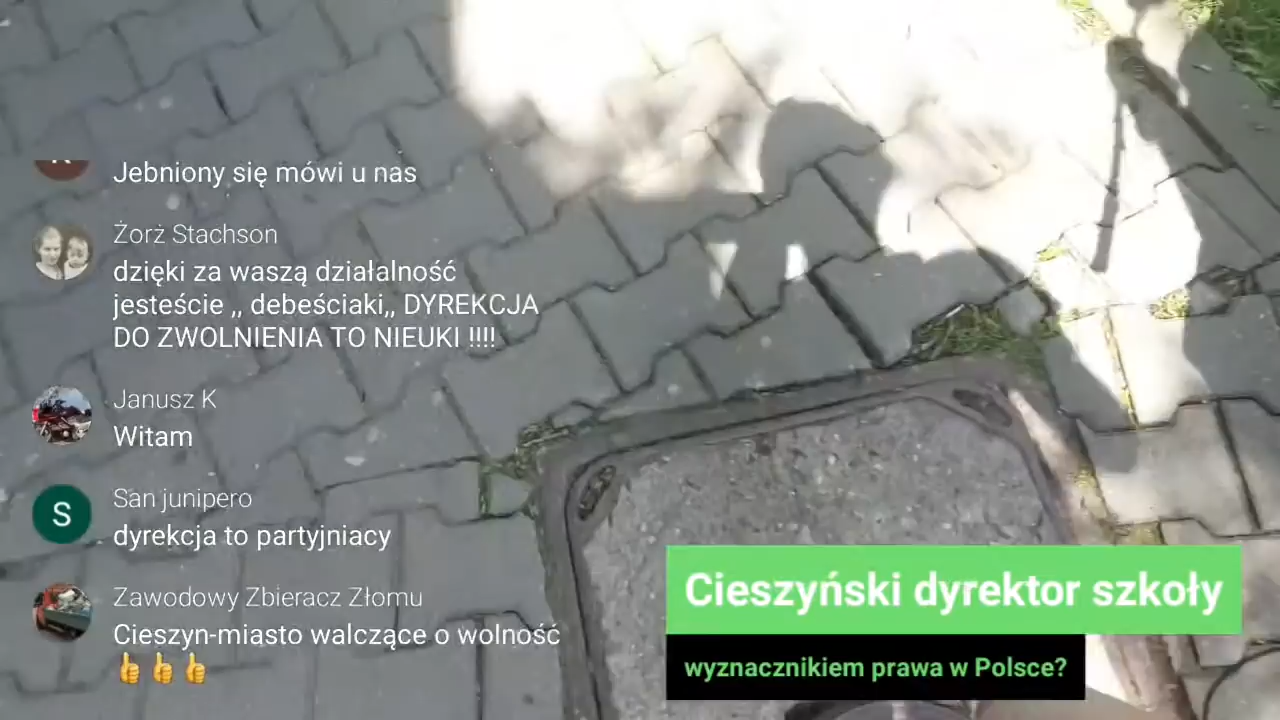 Jebniony się mówi u nas
Żorż Stachson
dzięki za waszą działalność
jesteście ,, debeściaki,, DYREKCJA
DO ZWOLNIENIA TO NIEUKI !!!!
Janusz K
Witam
S
San junipero
dyrekcja to partyjniacy
Zawodowy Zbieracz Złomu
Cieszyn-miasto walczące o wolność
👍👍👍
Cieszyński dyrektor szkoły
wyznacznikiem prawa w Polsce?